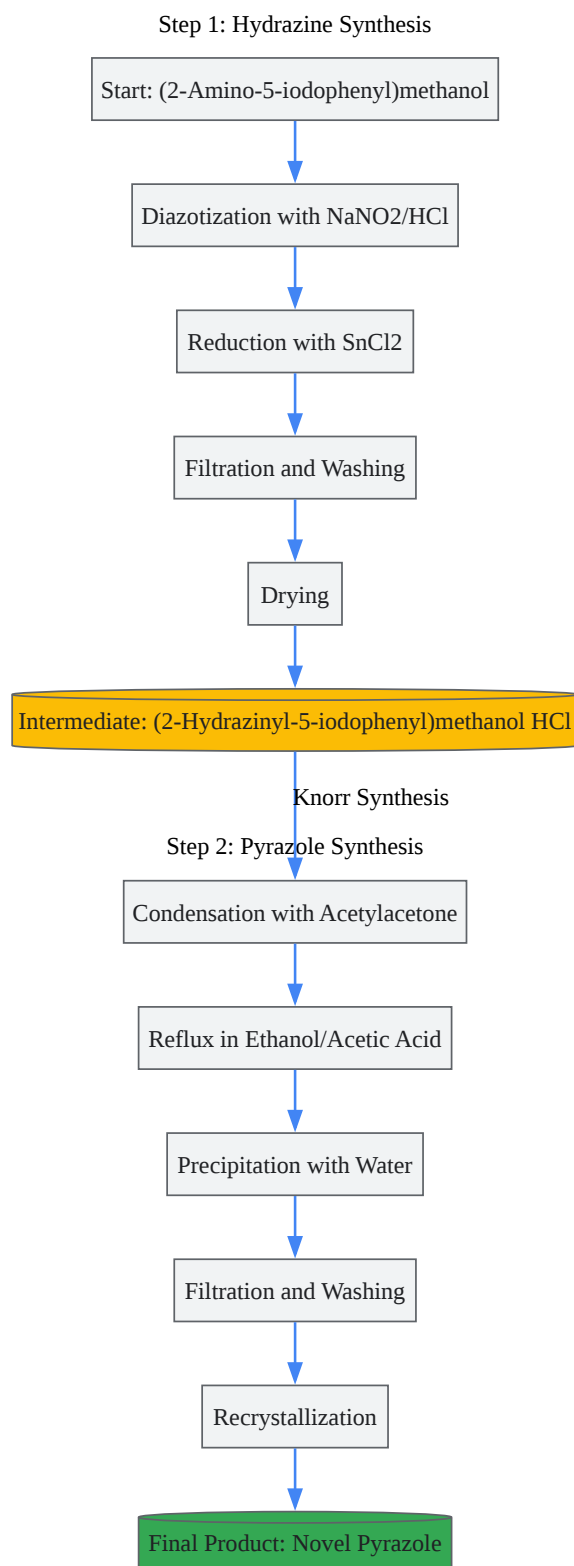 Step 1: Hydrazine Synthesis
Start: (2-Amino-5-iodophenyl)methanol
Diazotization with NaNO2/HCl
Reduction with SnCl2
Filtration and Washing
Drying
Intermediate: (2-Hydrazinyl-5-iodophenyl)methanol HCl
Knorr Synthesis
Step 2: Pyrazole Synthesis
Condensation with Acetylacetone
Reflux in Ethanol/Acetic Acid
Precipitation with Water
Filtration and Washing
Recrystallization
Final Product: Novel Pyrazole